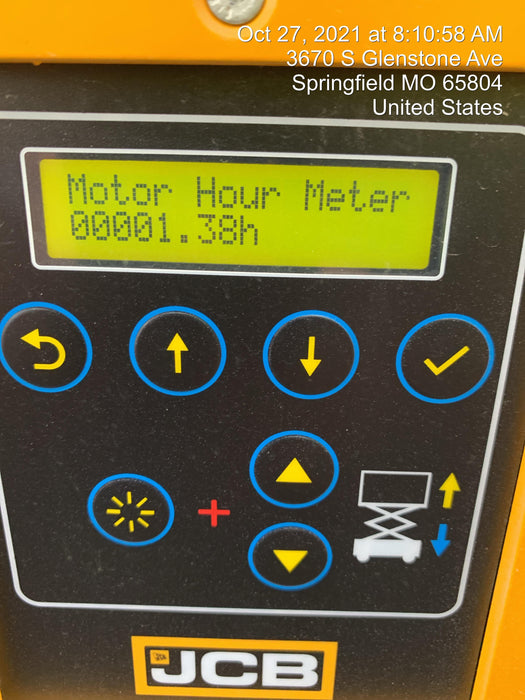 Oct 27, 2021 at 8:10:58 AM
3670 S Glenstone Ave
Springfield MO 65804
United States
Motor Hour Meter
00001.38h
JCB